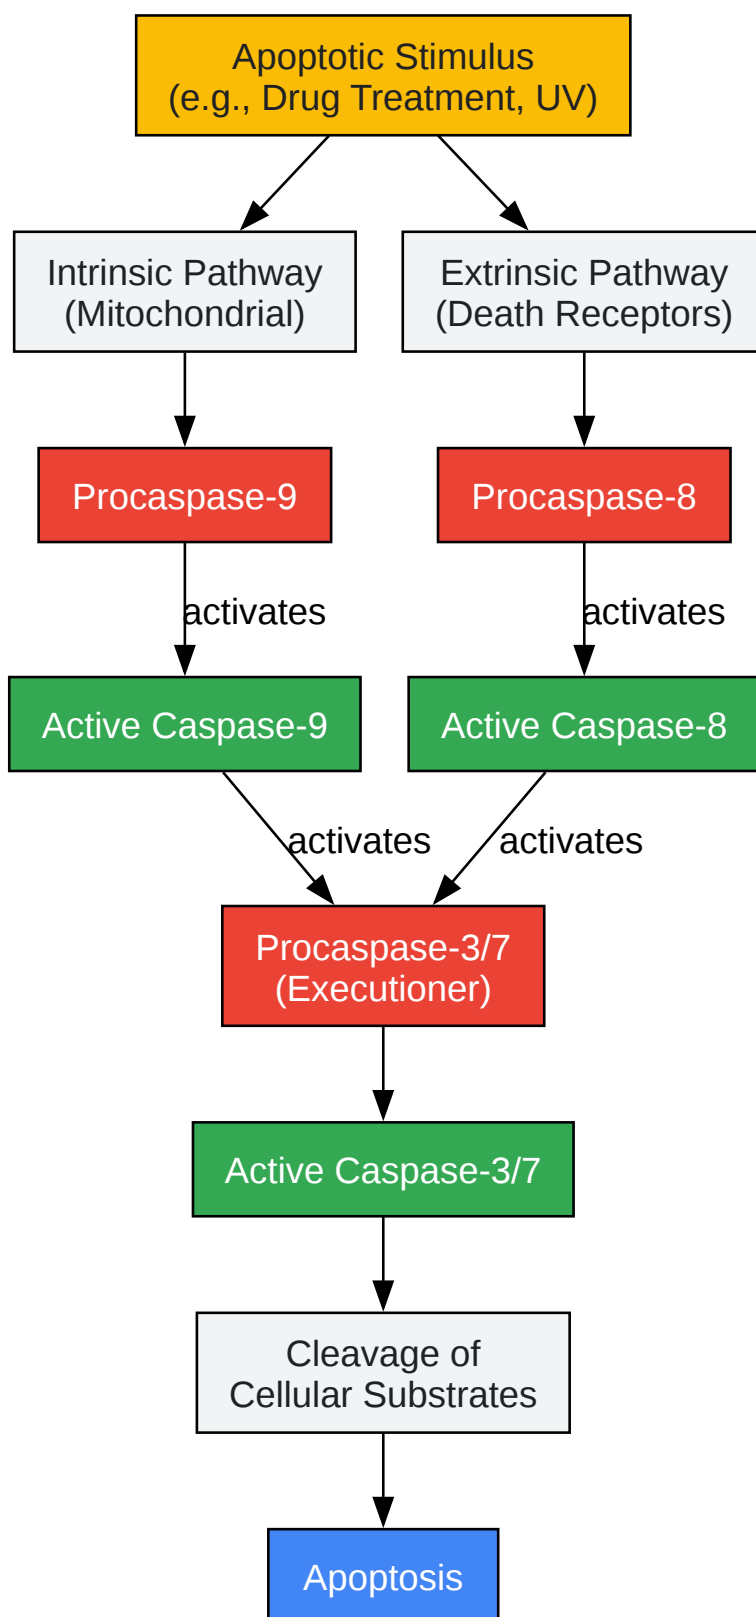 Apoptotic Stimulus
(e.g., Drug Treatment, UV)
Intrinsic Pathway
(Mitochondrial)
Extrinsic Pathway
(Death Receptors)
Procaspase-9
Procaspase-8
activates
activates
Active Caspase-9
Active Caspase-8
activates
activates
Procaspase-3/7
(Executioner)
Active Caspase-3/7
Cleavage of
Cellular Substrates
Apoptosis